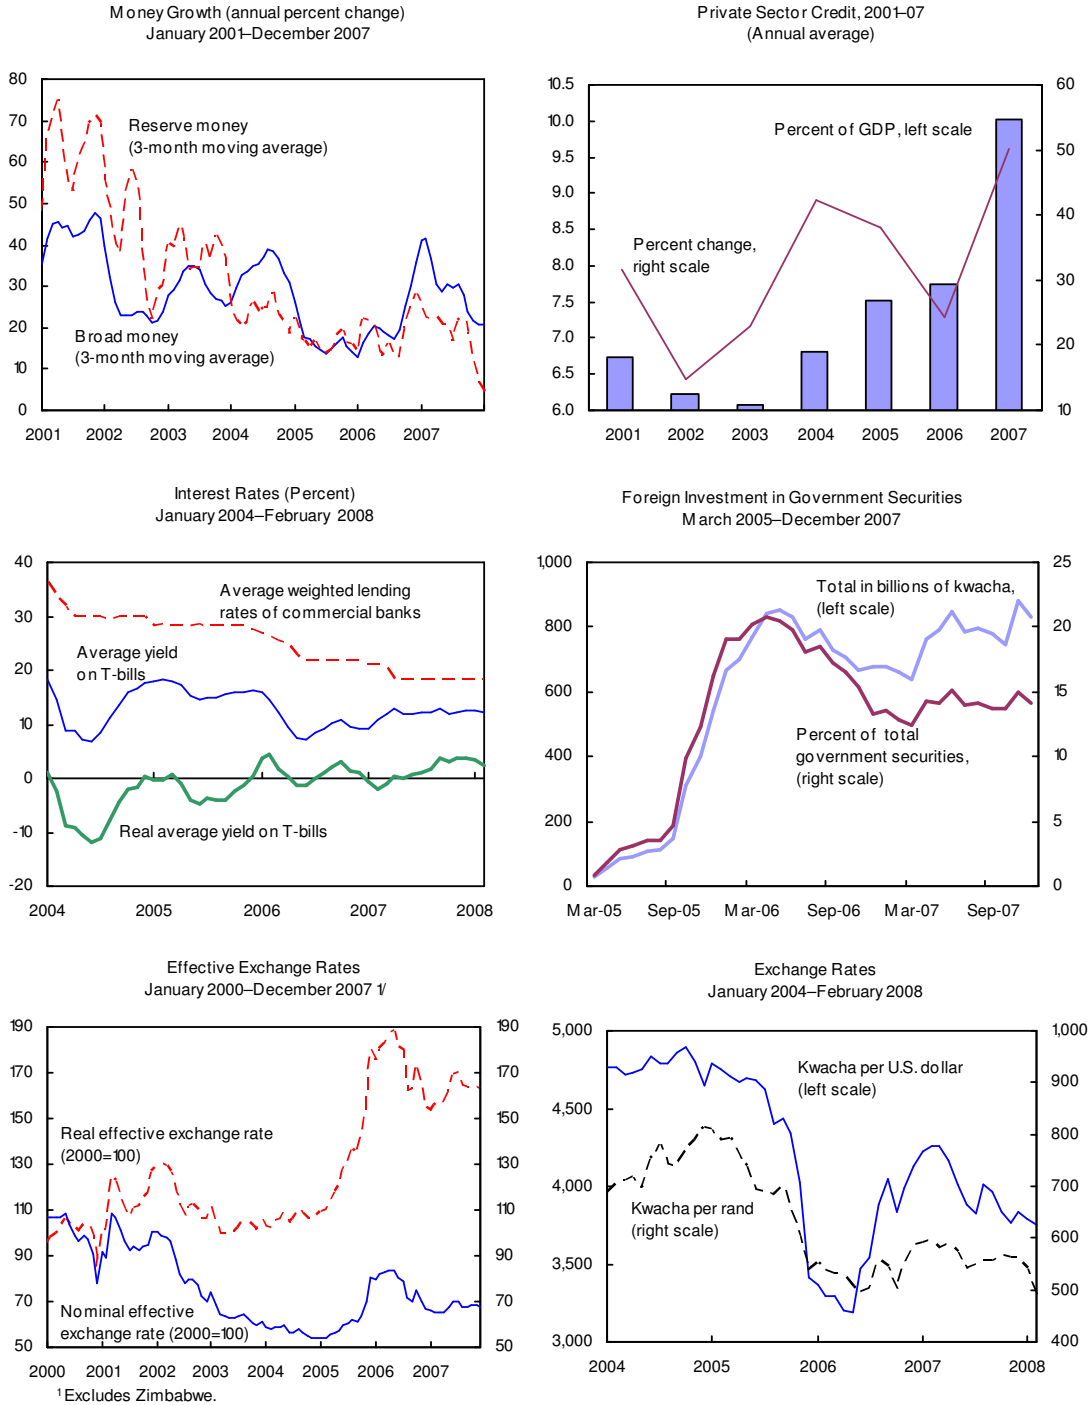 Money Growth (annual percent change)
January 2001–December 2007
80
70
60
50
40
30
20
10
0
Reserve money
(3-month moving average)
Broad money
(3-month moving average)
2001 2002 2003 2004 2005 2006 2007
Private Sector Credit, 2001–07
(Annual average)
10.5
10.0
9.5
9.0
8.5
8.0
7.5
7.0
6.5
6.0
60
50
40
30
20
10
Percent of GDP, left scale
Percent change,
right scale
2001 2002 2003 2004 2005 2006 2007
Interest Rates (Percent)
January 2004–February 2008
40
30
20
10
0
-10
-20
Average weighted lending
rates of commercial banks
Average yield
on T-bills
Real average yield on T-bills
2004 2005 2006 2007 2008
Foreign Investment in Government Securities
March 2005–December 2007
1,000
800
600
400
200
0
25
20
15
10
5
0
Total in billions of kwacha,
(left scale)
Percent of total
government securities,
(right scale)
Mar-05 Sep-05 Mar-06 Sep-06 Mar-07 Sep-07
Effective Exchange Rates
January 2000–December 2007 1/
190
170
150
130
110
90
70
50
190
170
150
130
110
90
70
50
Real effective exchange rate
(2000=100)
Nominal effective
exchange rate (2000=100)
2000 2001 2002 2003 2004 2005 2006 2007
1 Excludes Zimbabwe.
Exchange Rates
January 2004–February 2008
5,000
4,500
4,000
3,500
3,000
1,000
900
800
700
600
500
400
Kwacha per U.S. dollar
(left scale)
Kwacha per rand
(right scale)
2004 2005 2006 2007 2008